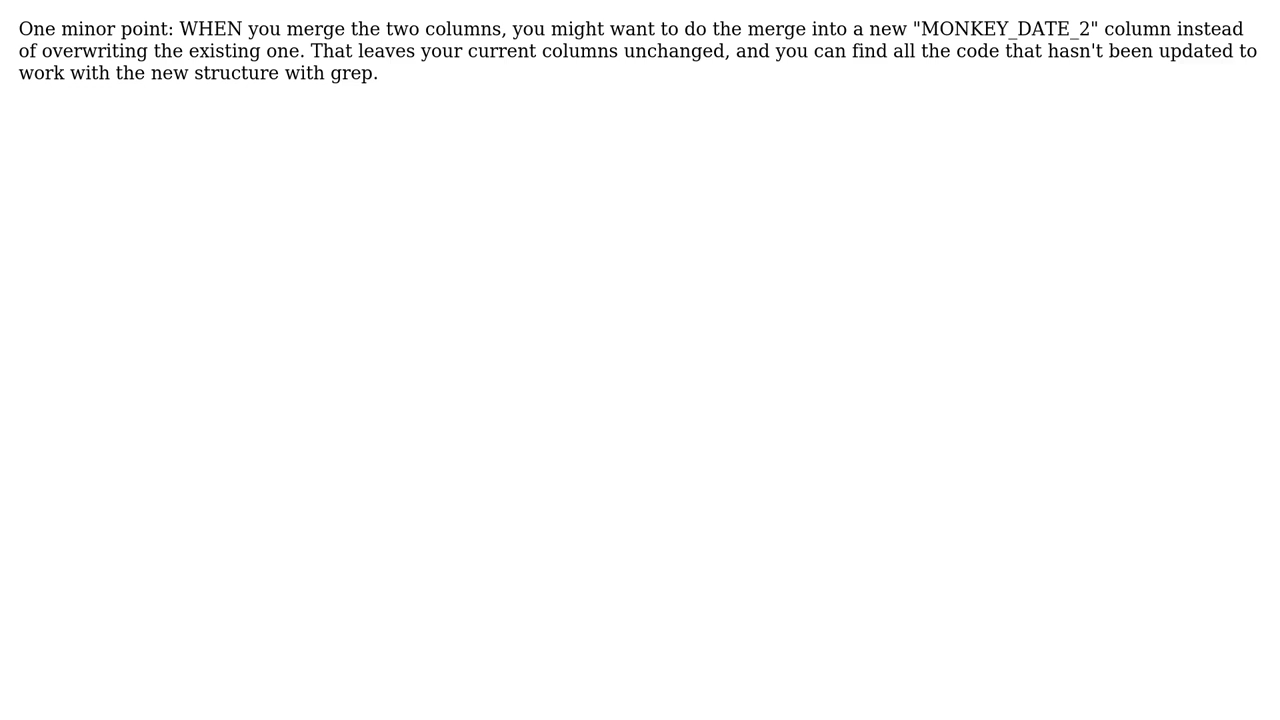 One minor point: WHEN you merge the two columns, you might want to do the merge into a new "MONKEY_DATE_2" column instead
of overwriting the existing one. That leaves your current columns unchanged, and you can find all the code that hasn't been updated to
work with the new structure with grep.